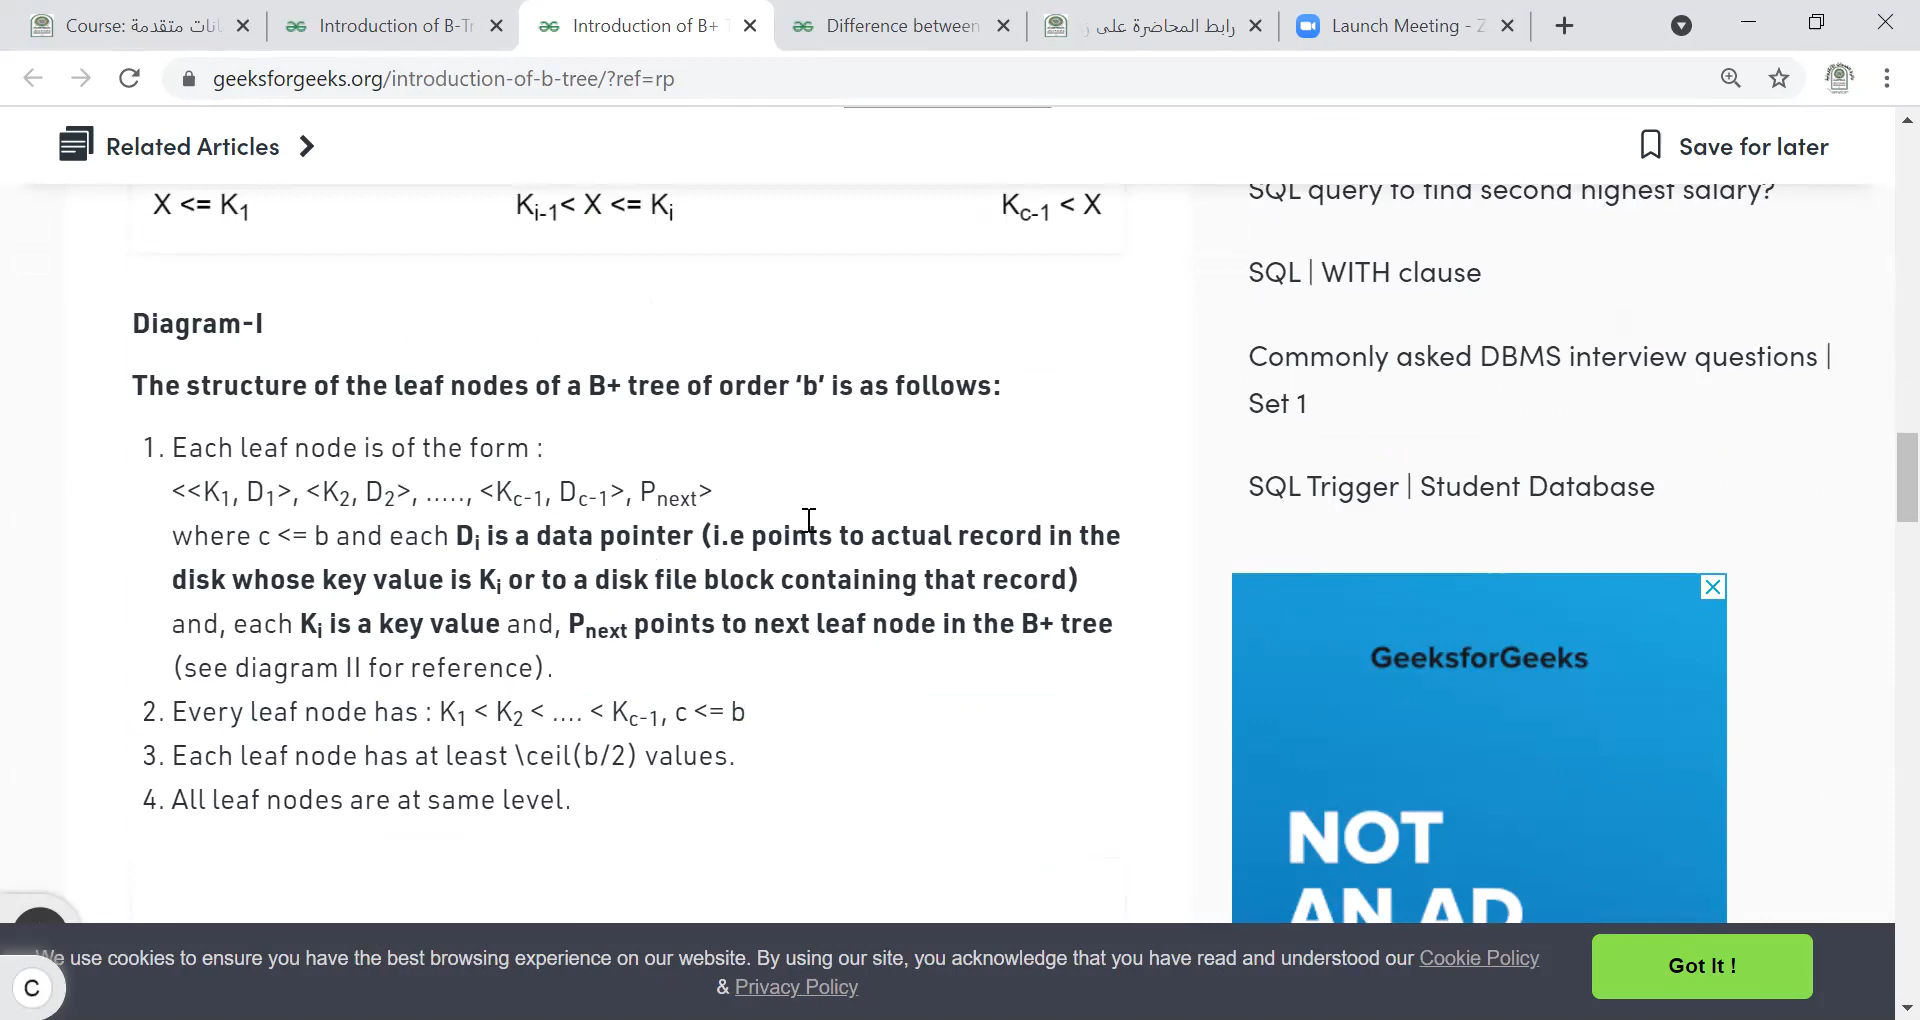 Course: نات متقدمة
Introduction of B-Tr
Introduction of B+ T
Difference between
رابط المحاضرة على ز
Launch Meeting - Z
geeksforgeeks.org/introduction-of-b-tree/?ref=rp
Related Articles
Save for later
X <= K1
Ki-1< X <= Ki
Kc-1 < X
Diagram-I
The structure of the leaf nodes of a B+ tree of order ‘b’ is as follows:
1. Each leaf node is of the form :
<<K1, D1>, <K2, D2>, ....., <Kc-1, Dc-1>, Pnext>
where c <= b and each Di is a data pointer (i.e points to actual record in the
disk whose key value is Ki or to a disk file block containing that record)
and, each Ki is a key value and, Pnext points to next leaf node in the B+ tree
(see diagram II for reference).
2. Every leaf node has : K1 < K2 < .... < Kc-1, c <= b
3. Each leaf node has at least \ceil(b/2) values.
4. All leaf nodes are at same level.
SQL query to find second highest salary?
SQL | WITH clause
Commonly asked DBMS interview questions |
Set 1
SQL Trigger | Student Database
GeeksforGeeks
NOT
AN AD
We use cookies to ensure you have the best browsing experience on our website. By using our site, you acknowledge that you have read and understood our Cookie Policy
& Privacy Policy
Got It !
C